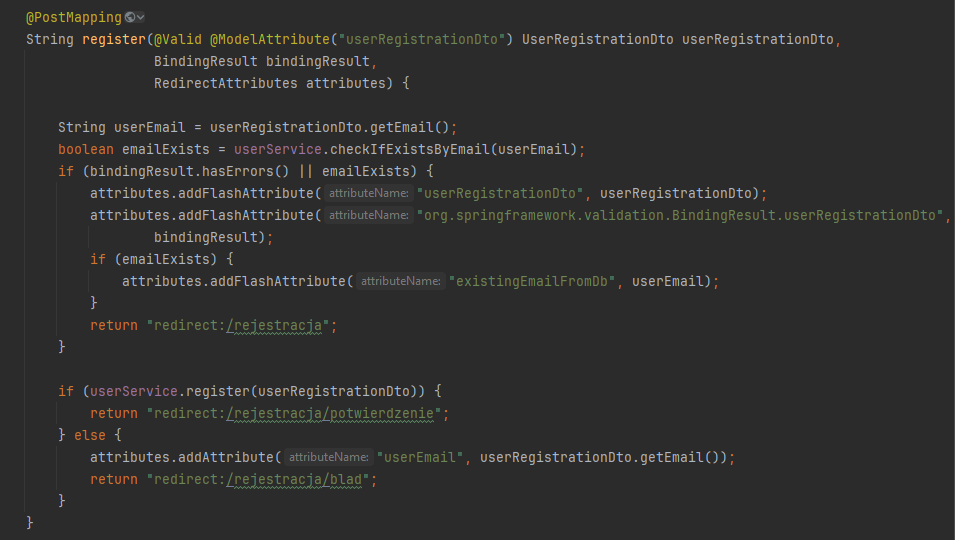 @PostMapping
String register(@Valid @ModelAttribute("userRegistrationDto") UserRegistrationDto userRegistrationDto,
BindingResult bindingResult,
RedirectAttributes attributes) {
String userEmail = userRegistrationDto.getEmail();
boolean emailExists = userService.checkIfExistsByEmail(userEmail);
if (bindingResult.hasErrors() || emailExists) {
attributes.addFlashAttribute( attributeName: "userRegistrationDto", userRegistrationDto);
attributes.addFlashAttribute( attributeName: "org.springframework.validation.BindingResult.userRegistrationDto",
bindingResult);
if (emailExists) {
attributes.addFlashAttribute( attributeName: "existingEmailFromDb", userEmail);
}
return "redirect:/rejestracja";
}
if (userService.register(userRegistrationDto)) {
return "redirect:/rejestracja/potwierdzenie";
} else {
attributes.addAttribute( attributeName: "userEmail", userRegistrationDto.getEmail());
return "redirect:/rejestracja/blad";
}
}